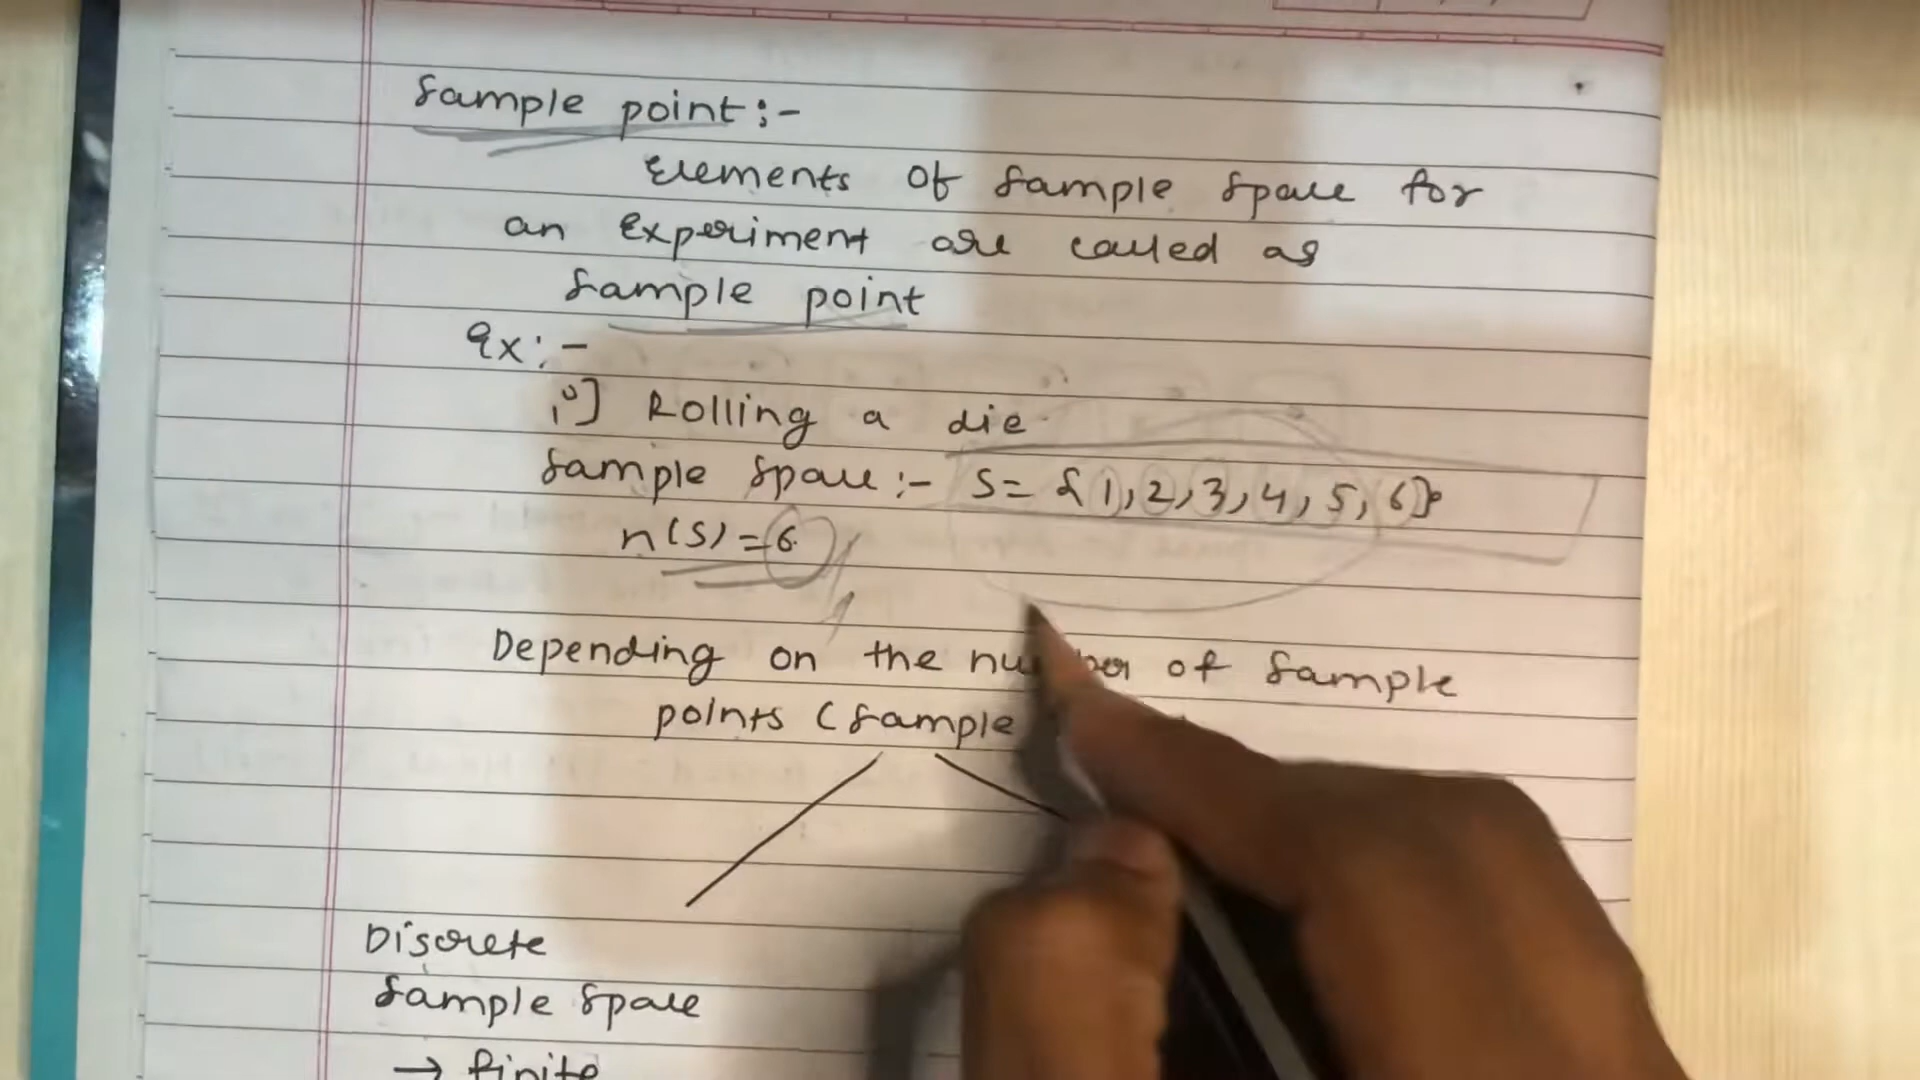 Sample point :-
Elements of sample space for
an experiment are called as
sample point
Ex :-
i] Rolling a die
sample space :- S = {1, 2, 3, 4, 5, 6}
n(S) = 6
Depending on the number of sample
points (sample
Discrete
sample space
→ finite